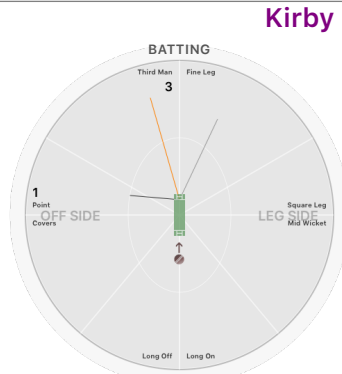 Kirby
BATTING
Third Man
Fine Leg
3
1
Point
Square Leg
OFF SIDE
LEG SIDE
Covers
Mid Wicket
Long Off
Long On